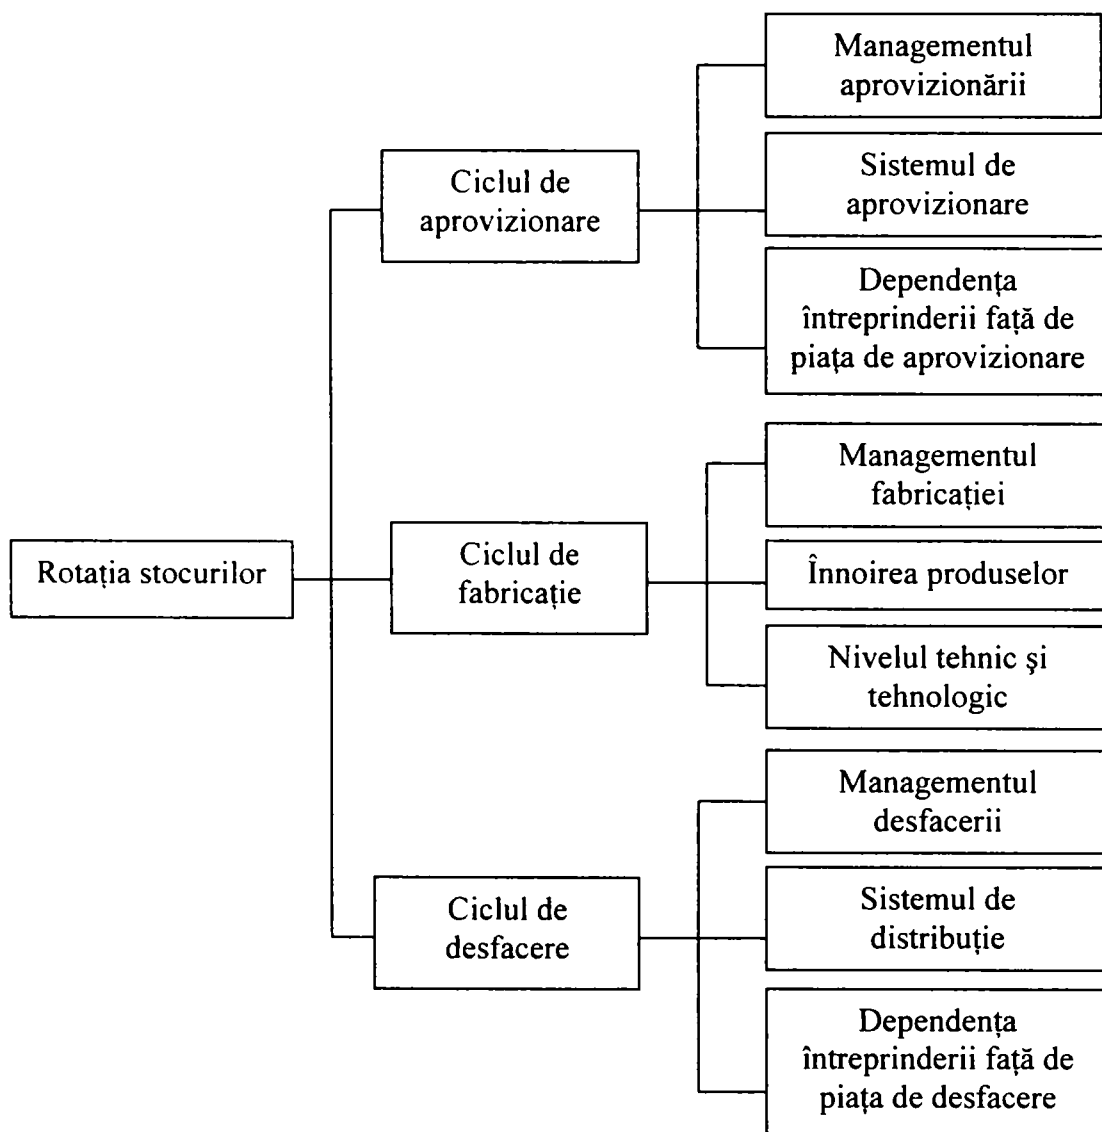 Managementul
aprovizionării
Ciclul de
aprovizionare
Sistemul de
aprovizionare
Dependența
întreprinderii față de
piața de aprovizionare
Rotația stocurilor
Ciclul de
fabricație
Managementul
fabricației
Înnoirea produselor
Nivelul tehnic şi
tehnologic
Ciclul de
desfacere
Managementul
desfacerii
Sistemul de
distribuție
Dependența
întreprinderii față de
piața de desfacere